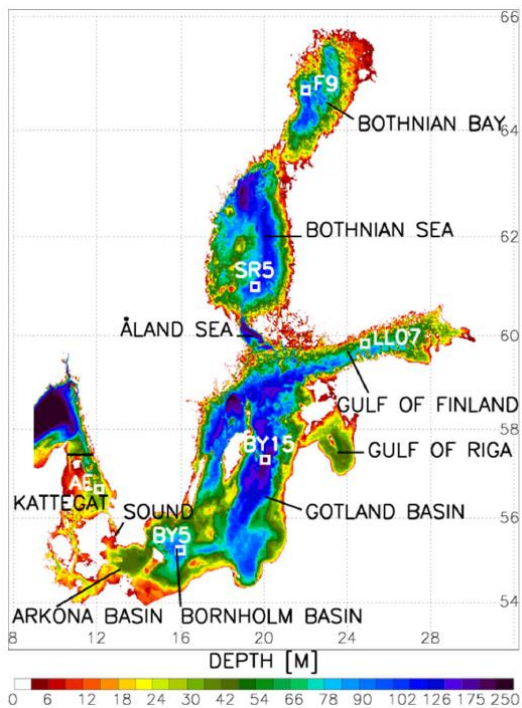 66
F9
64
BOTHNIAN BAY
62
BOTHNIAN SEA
SR5
ÅLAND SEA
60
LL07
GULF OF FINLAND
58
BY15
GULF OF RIGA
AE
KATTEGAT
SOUND
56
GOTLAND BASIN
BY5
54
ARKONA BASIN
BORNHOLM BASIN
8 12 16 20 24 28
DEPTH [M]
0 6 12 18 24 30 42 54 66 78 90 102 126 175 250